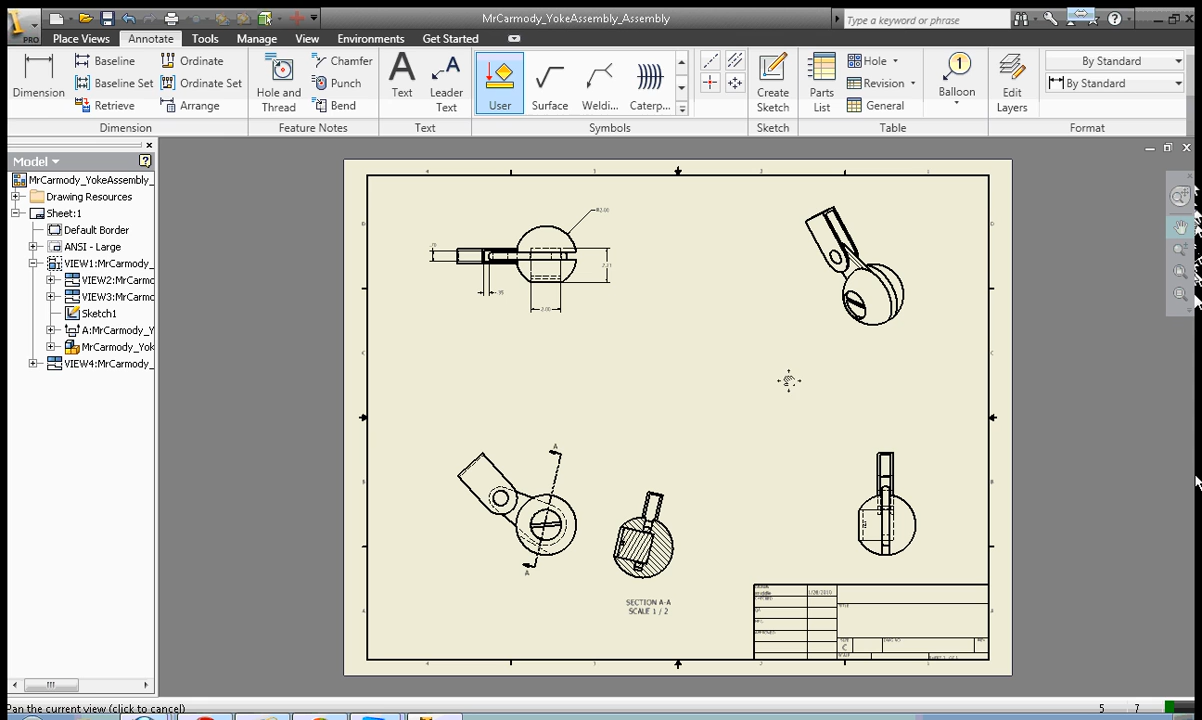 MrCarmody_YokeAssembly_Assembly
Type a keyword or phrase
PRO
Place Views Annotate Tools Manage View Environments Get Started
Dimension
Baseline
Baseline Set
Retrieve
Ordinate
Ordinate Set
Arrange
Hole and Thread
Chamfer
Punch
Bend
Text
Leader Text
User
Surface
Weldi...
Caterp...
Create Sketch
Parts List
Hole
Revision
General
1
Balloon
Edit Layers
By Standard
By Standard
Dimension
Feature Notes
Text
Symbols
Sketch
Table
Format
Model
MrCarmody_YokeAssembly_
Drawing Resources
Sheet:1
Default Border
ANSI - Large
VIEW1:MrCarmody_
VIEW2:MrCarmo
VIEW3:MrCarmo
Sketch1
A:MrCarmody_Y
MrCarmody_Yok
VIEW4:MrCarmody_
A
A
SECTION A-A
SCALE 1 / 2
1/28/2010
C
Pan the current view (click to cancel)
5 7